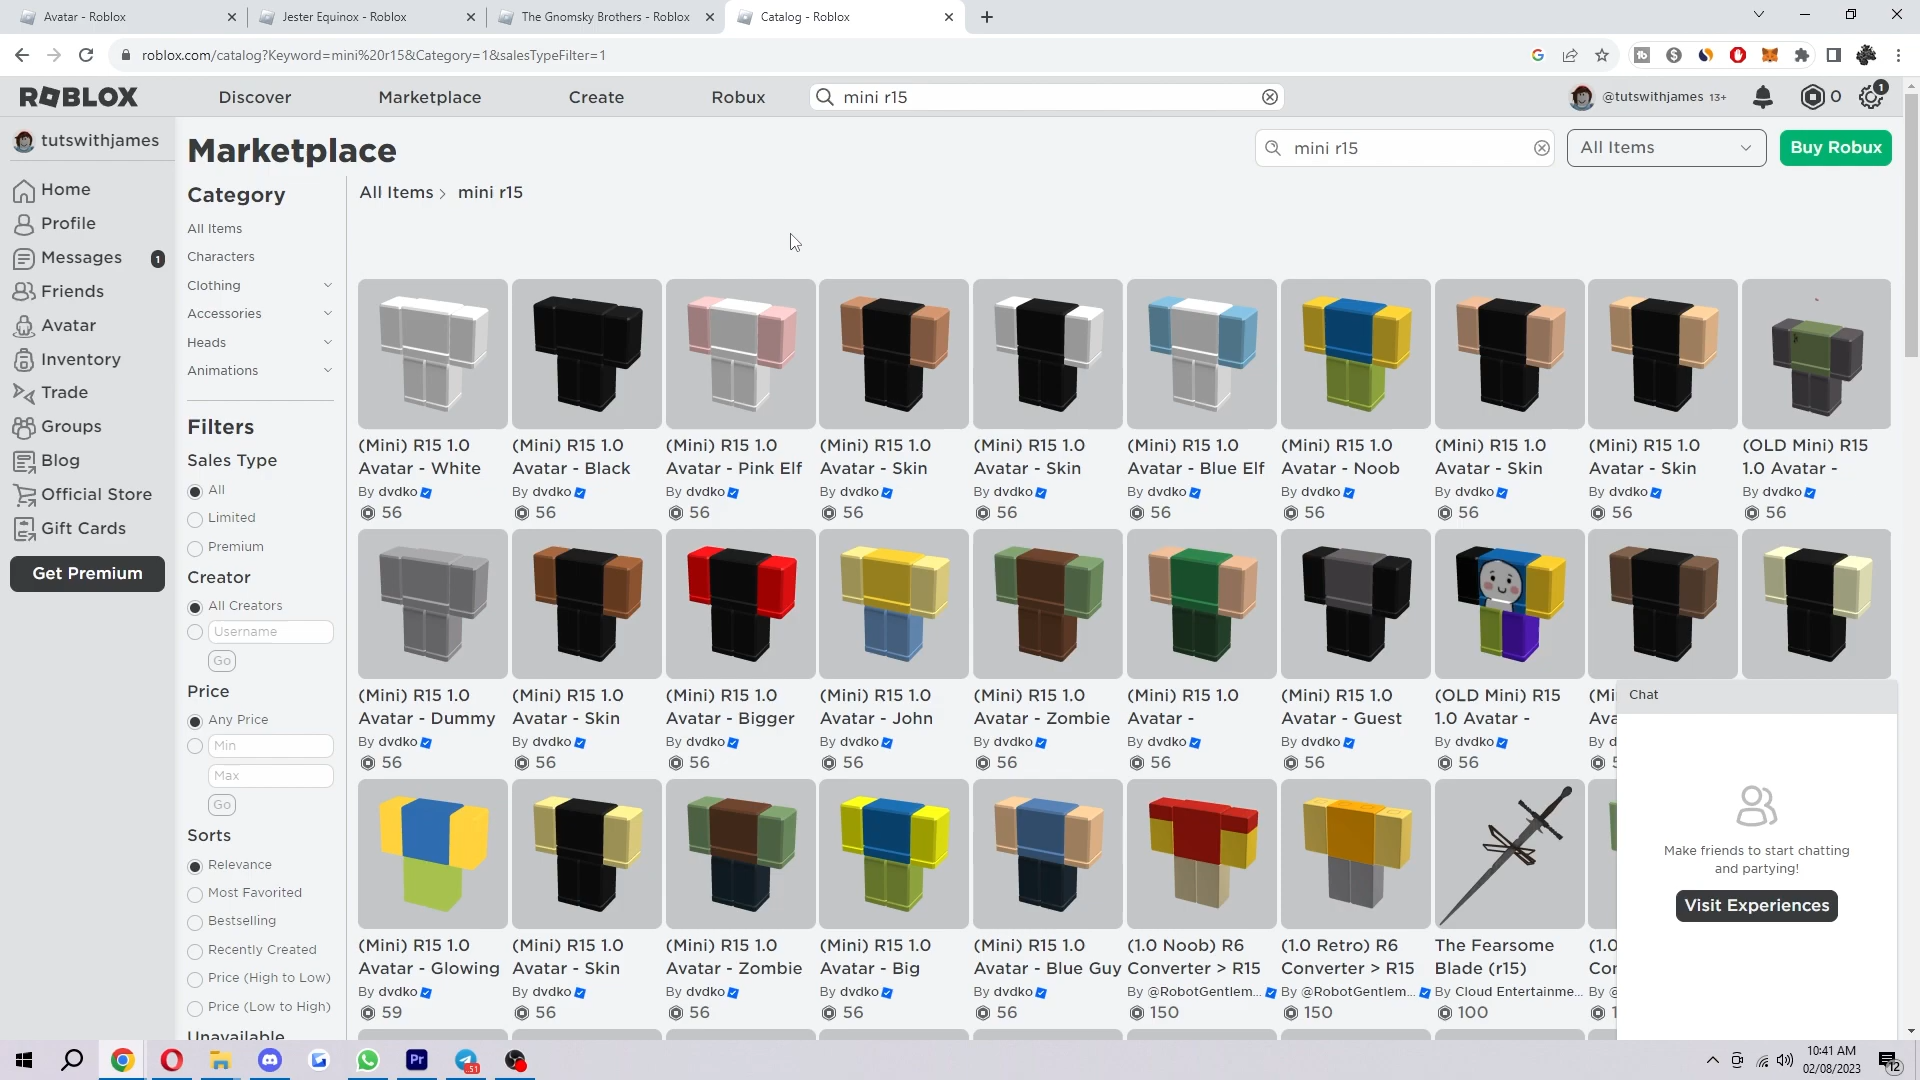 Avatar - Roblox
Jester Equinox - Roblox
The Gnomsky Brothers - Roblox
Catalog - Roblox
roblox.com/catalog?Keyword=mini%20r15&Category=1&salesTypeFilter=1
ROBLOX
Discover
Marketplace
Create
Robux
mini r15
@tutswithjames 13+
0
1
tutswithjames
Home
Profile
Messages 1
Friends
Avatar
Inventory
Trade
Groups
Blog
Official Store
Gift Cards
Get Premium
Marketplace
mini r15
All Items
Buy Robux
Category
All Items
Characters
Clothing
Accessories
Heads
Animations
Filters
Sales Type
All
Limited
Premium
Creator
All Creators
Username
Go
Price
Any Price
Min
Max
Go
Sorts
Relevance
Most Favorited
Bestselling
Recently Created
Price (High to Low)
Price (Low to High)
Unavailable
All Items > mini r15
(Mini) R15 1.0
Avatar - White
By dvdko
56
(Mini) R15 1.0
Avatar - Black
By dvdko
56
(Mini) R15 1.0
Avatar - Pink Elf
By dvdko
56
(Mini) R15 1.0
Avatar - Skin
By dvdko
56
(Mini) R15 1.0
Avatar - Skin
By dvdko
56
(Mini) R15 1.0
Avatar - Blue Elf
By dvdko
56
(Mini) R15 1.0
Avatar - Noob
By dvdko
56
(Mini) R15 1.0
Avatar - Skin
By dvdko
56
(Mini) R15 1.0
Avatar - Skin
By dvdko
56
(OLD Mini) R15
1.0 Avatar -
By dvdko
56
(Mini) R15 1.0
Avatar - Dummy
By dvdko
56
(Mini) R15 1.0
Avatar - Skin
By dvdko
56
(Mini) R15 1.0
Avatar - Bigger
By dvdko
56
(Mini) R15 1.0
Avatar - John
By dvdko
56
(Mini) R15 1.0
Avatar - Zombie
By dvdko
56
(Mini) R15 1.0
Avatar -
By dvdko
56
(Mini) R15 1.0
Avatar - Guest
By dvdko
56
(OLD Mini) R15
1.0 Avatar -
By dvdko
56
(Mini) R15 1.0
Avatar - Glowing
By dvdko
59
(Mini) R15 1.0
Avatar - Skin
By dvdko
56
(Mini) R15 1.0
Avatar - Zombie
By dvdko
56
(Mini) R15 1.0
Avatar - Big
By dvdko
56
(Mini) R15 1.0
Avatar - Blue Guy
By dvdko
56
(1.0 Noob) R6
Converter > R15
By @RobotGentlem...
150
(1.0 Retro) R6
Converter > R15
By @RobotGentlem...
150
The Fearsome
Blade (r15)
By Cloud Entertainme...
100
(1.0
Chat
Make friends to start chatting
and partying!
Visit Experiences
Pr
51
10:41 AM
02/08/2023
12